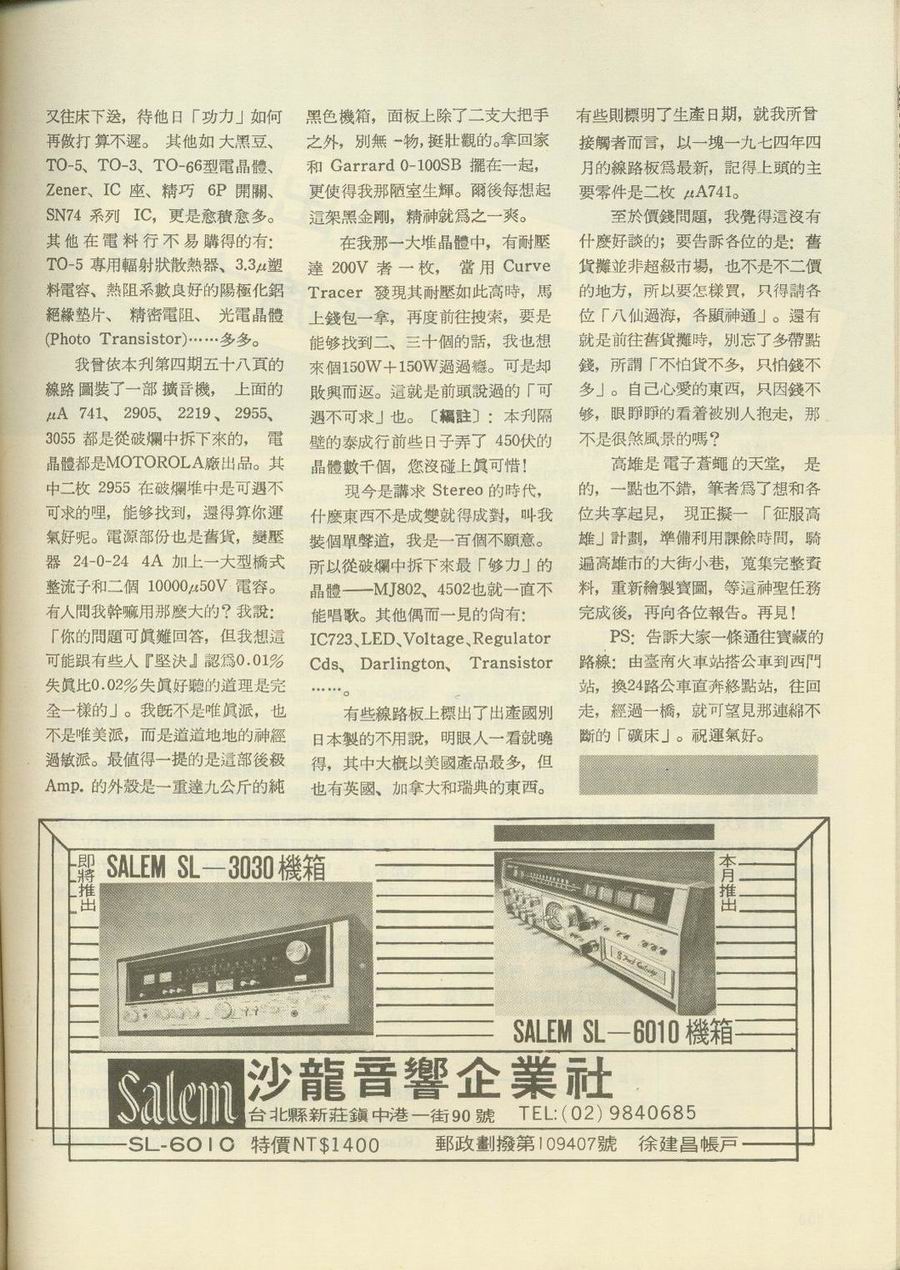 又往床下送，待他日「功力」如何
再做打算不遲。其他如大黑豆、
TO-5、TO-3、TO-66型電晶體、
Zener、IC 座、精巧 6P 開關、
SN74 系列 IC，更是愈積愈多。
其他在電料行不易購得的有：
TO-5 專用輻射狀散熱器、3.3μ塑
料電容、熱阻系數良好的陽極化鋁
絕緣墊片、精密電阻、光電晶體
(Photo Transistor)……多多。
我曾依本刋第四期五十八頁的
線路圖裝了一部擴音機，上面的
μA 741、2905、2219、2955、
3055 都是從破爛中拆下來的，電
晶體都是MOTOROLA廠出品。其
中二枚 2955 在破爛堆中是可遇不
可求的哩，能够找到，還得算你運
氣好呢。電源部份也是舊貨，變壓
器 24-0-24 4A 加上一大型橋式
整流子和二個 10000μ50V 電容。
有人問我幹嘛用那麽大的？我說：
「你的問題可眞難回答，但我想這
可能跟有些人『堅決』認爲0.01%
失眞比0.02%失眞好聽的道理是完
全一樣的」。我旣不是唯眞派，也
不是唯美派，而是道道地地的神經
過敏派。最值得一提的是這部後級
Amp. 的外殼是一重達九公斤的純
黑色機箱，面板上除了二支大把手
之外，別無一物，挺壯觀的。拿回家
和 Garrard 0-100SB 擺在一起，
更使得我那陋室生輝。爾後每想起
這架黑金剛，精神就爲之一爽。
在我那一大堆晶體中，有耐壓
達 200V 者一枚，當用 Curve
Tracer 發現其耐壓如此高時，馬
上錢包一拿，再度前往搜索，要是
能够找到二、三十個的話，我也想
來個150W＋150W過過癮。可是却
敗興而返。這就是前頭說過的「可
遇不可求」也。〔編註〕：本刋隔
壁的泰成行前些日子弄了 450伏的
晶體數千個，您沒碰上眞可惜！
現今是講求 Stereo 的時代，
什麽東西不是成雙就得成對，叫我
裝個單聲道，我是一百個不願意。
所以從破爛中拆下來最「够力」的
晶體──MJ802、4502也就一直不
能唱歌。其他偶而一見的尙有：
IC723、LED、Voltage、Regulator
Cds、Darlington、Transistor
……。
有些線路板上標出了出產國別
日本製的不用說，明眼人一看就曉
得，其中大概以美國產品最多，但
也有英國、加拿大和瑞典的東西。
有些則標明了生產日期，就我所曾
接觸者而言，以一塊一九七四年四
月的線路板爲最新，記得上頭的主
要零件是二枚 μA741。
至於價錢問題，我覺得這沒有
什麽好談的；要告訴各位的是：舊
貨攤並非超級市場，也不是不二價
的地方，所以要怎樣買，只得請各
位「八仙過海，各顯神通」。還有
就是前往舊貨攤時，別忘了多帶點
錢，所謂「不怕貨不多，只怕錢不
多」。自己心愛的東西，只因錢不
够，眼睜睜的看着被別人抱走，那
不是很煞風景的嗎？
高雄是電子蒼蠅的天堂，是
的，一點也不錯，筆者爲了想和各
位共享起見，現正擬一「征服高
雄」計劃，準備利用課餘時間，騎
遍高雄市的大街小巷，蒐集完整資
料，重新繪製寶圖，等這神聖任務
完成後，再向各位報告。再見！
PS：告訴大家一條通往寶藏的
路線：由臺南火車站搭公車到西門
站，換24路公車直奔終點站，往回
走，經過一橋，就可望見那連綿不
斷的「礦床」。祝運氣好。
即將推出
SALEM SL－3030 機箱
本月推出
8 Track Cartridge
SALEM SL－6010 機箱
Salem
沙龍音響企業社
台北縣新莊鎮中港一街90號 TEL:(02)9840685
SL-6010 特價NT$1400 郵政劃撥第109407號 徐建昌帳戶